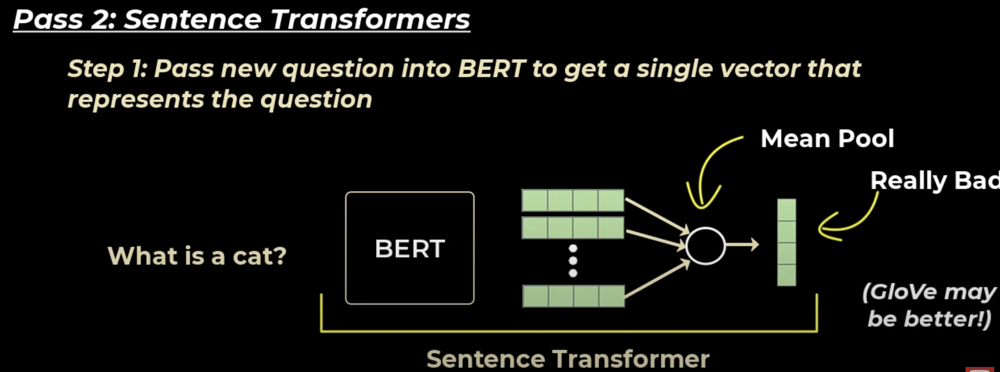 Pass 2: Sentence Transformers
Step 1: Pass new question into BERT to get a single vector that
represents the question
Mean Pool
Really Bad
What is a cat?
BERT
(GloVe may
be better!)
Sentence Transformer